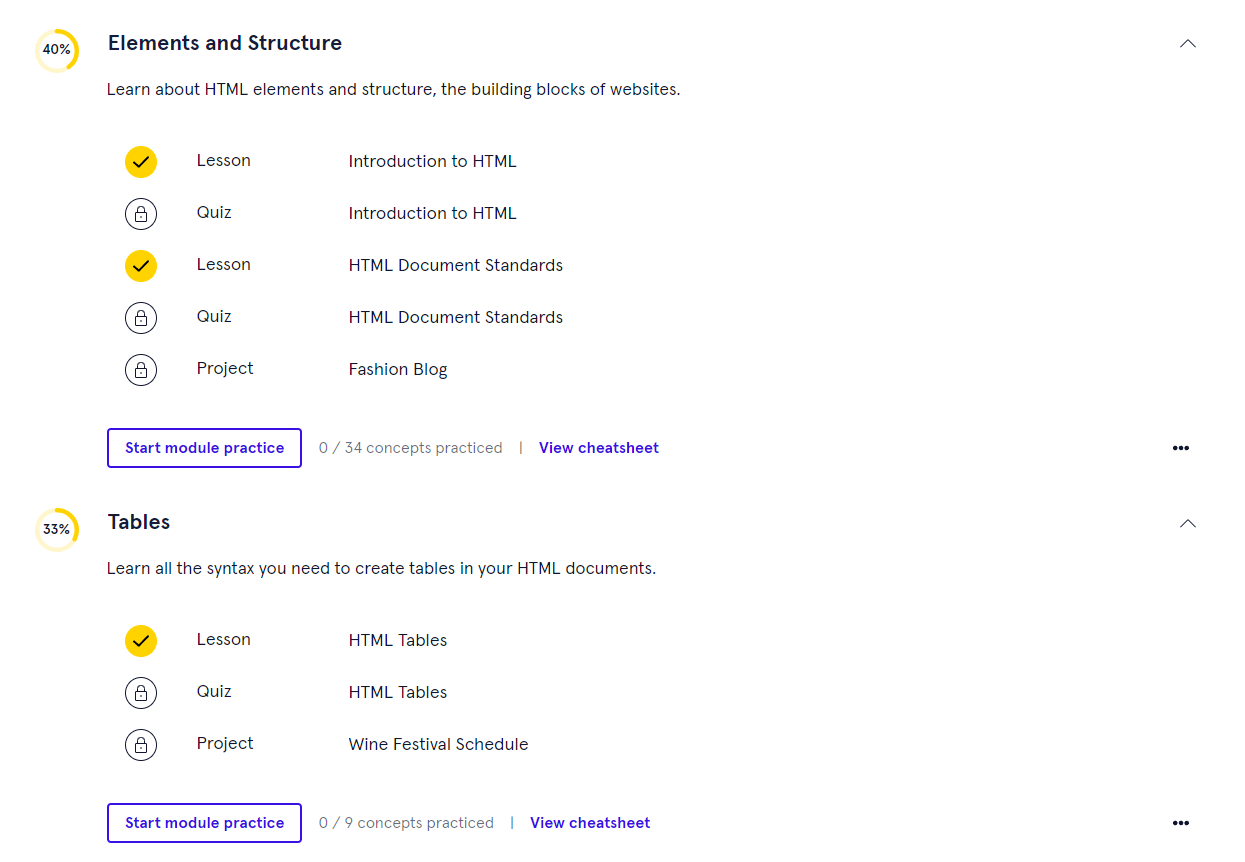 40% Elements and Structure
Learn about HTML elements and structure, the building blocks of websites.
Lesson Introduction to HTML
Quiz Introduction to HTML
Lesson HTML Document Standards
Quiz HTML Document Standards
Project Fashion Blog
Start module practice 0 / 34 concepts practiced | View cheatsheet
33% Tables
Learn all the syntax you need to create tables in your HTML documents.
Lesson HTML Tables
Quiz HTML Tables
Project Wine Festival Schedule
Start module practice 0 / 9 concepts practiced | View cheatsheet